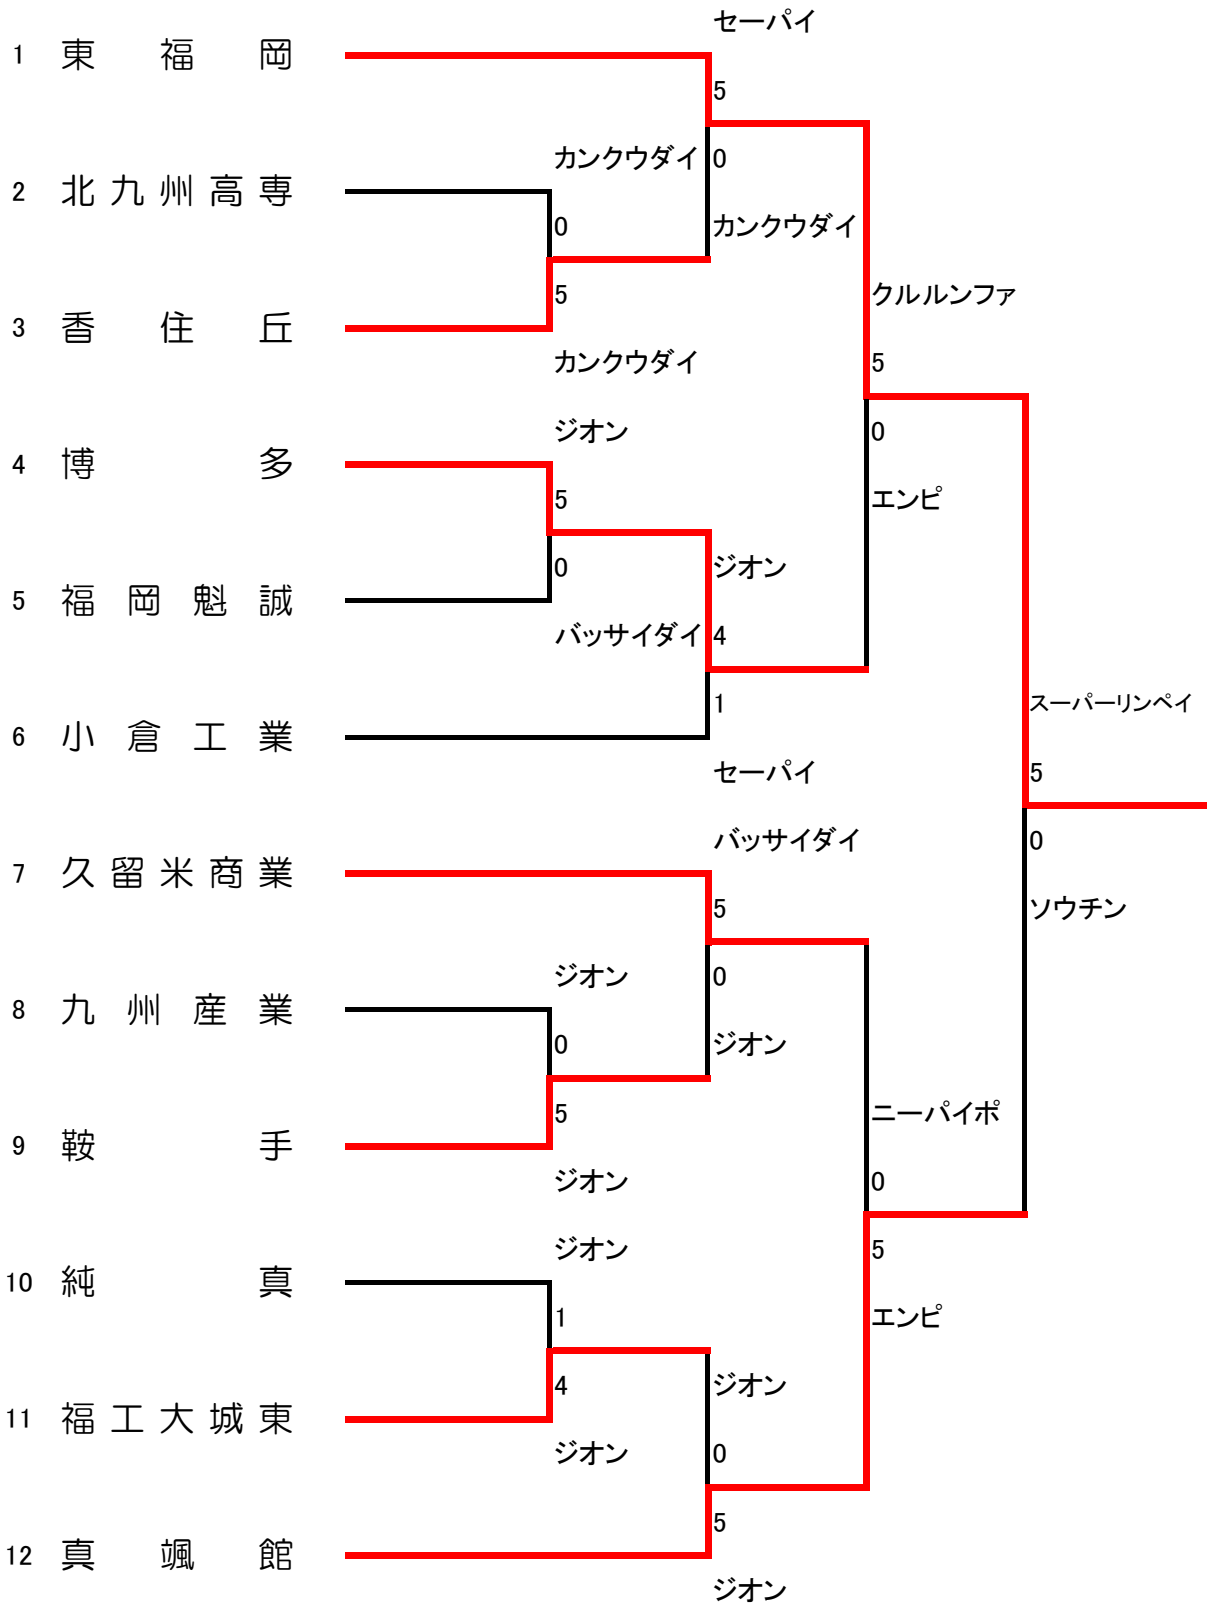 セーパイ
1 東福岡
5
カンクウダイ 0
2 北九州高専
0 カンクウダイ
5 クルルンファ
3 香住丘
カンクウダイ 5
ジオン 0
4 博多
5 エンピ
0 ジオン
5 福岡魁誠
バッサイダイ 4
1 スーパーリンペイ
6 小倉工業
セーパイ 5
バッサイダイ 0
7 久留米商業
5 ソウチン
ジオン 0
8 九州産業
0 ジオン
5 ニーパイポ
9 鞍手
ジオン 0
ジオン 5
10 純真
1 エンピ
4 ジオン
11 福工大城東
ジオン 0
5
12 真颯館
ジオン